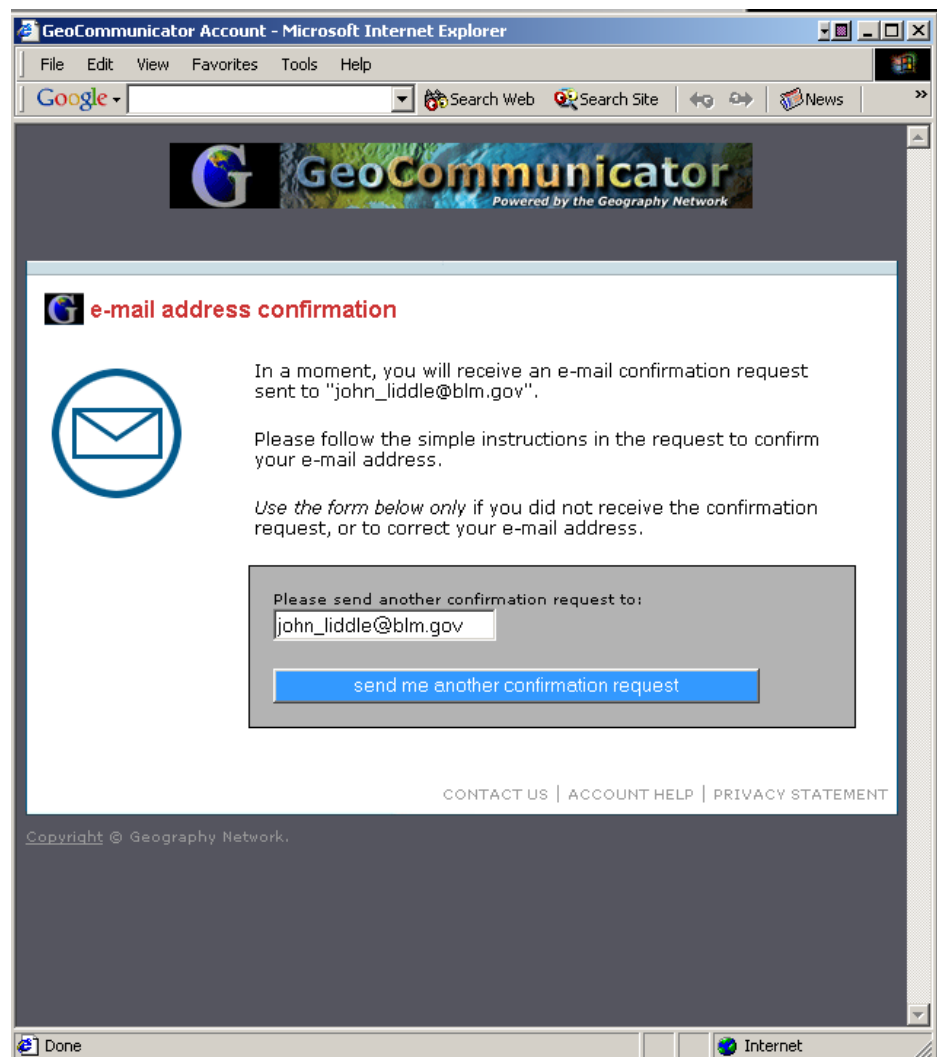 GeoCommunicator Account - Microsoft Internet Explorer
File Edit View Favorites Tools Help
Google Search Web Search Site News »
G GeoCommunicator
Powered by the Geography Network
G e-mail address confirmation
In a moment, you will receive an e-mail confirmation request
sent to "john_liddle@blm.gov".
Please follow the simple instructions in the request to confirm
your e-mail address.
Use the form below only if you did not receive the confirmation
request, or to correct your e-mail address.
Please send another confirmation request to:
john_liddle@blm.gov
send me another confirmation request
CONTACT US | ACCOUNT HELP | PRIVACY STATEMENT
Copyright © Geography Network.
Done Internet